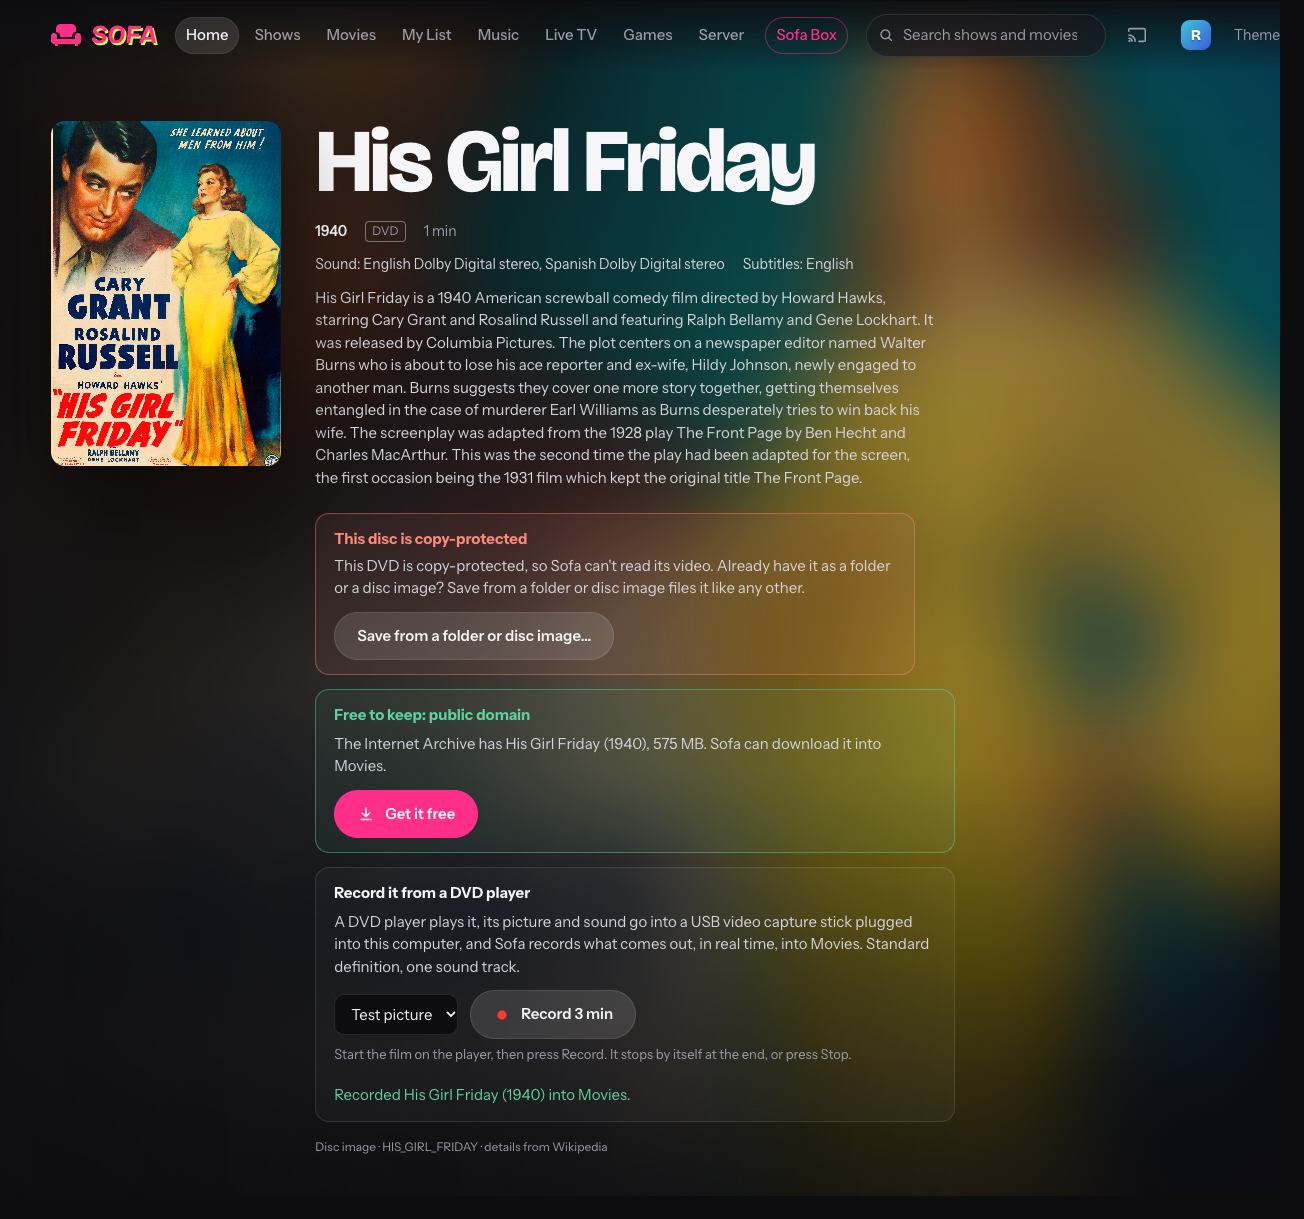 SOFA
Home
Shows
Movies
My List
Music
Live TV
Games
Server
Sofa Box
Search shows and movies
R
Theme
SHE LEARNED ABOUT
MEN FROM HIM!
CARY
GRANT
ROSALIND
RUSSELL
in
HOWARD HAWKS'
"HIS GIRL
FRIDAY"
RALPH BELLAMY
GENE LOCKHART
His Girl Friday
1940 DVD 1 min
Sound: English Dolby Digital stereo, Spanish Dolby Digital stereo Subtitles: English
His Girl Friday is a 1940 American screwball comedy film directed by Howard Hawks,
starring Cary Grant and Rosalind Russell and featuring Ralph Bellamy and Gene Lockhart. It
was released by Columbia Pictures. The plot centers on a newspaper editor named Walter
Burns who is about to lose his ace reporter and ex-wife, Hildy Johnson, newly engaged to
another man. Burns suggests they cover one more story together, getting themselves
entangled in the case of murderer Earl Williams as Burns desperately tries to win back his
wife. The screenplay was adapted from the 1928 play The Front Page by Ben Hecht and
Charles MacArthur. This was the second time the play had been adapted for the screen,
the first occasion being the 1931 film which kept the original title The Front Page.
This disc is copy-protected
This DVD is copy-protected, so Sofa can't read its video. Already have it as a folder
or a disc image? Save from a folder or disc image files it like any other.
Save from a folder or disc image...
Free to keep: public domain
The Internet Archive has His Girl Friday (1940), 575 MB. Sofa can download it into
Movies.
Get it free
Record it from a DVD player
A DVD player plays it, its picture and sound go into a USB video capture stick plugged
into this computer, and Sofa records what comes out, in real time, into Movies. Standard
definition, one sound track.
Test picture
Record 3 min
Start the film on the player, then press Record. It stops by itself at the end, or press Stop.
Recorded His Girl Friday (1940) into Movies.
Disc image · HIS_GIRL_FRIDAY · details from Wikipedia